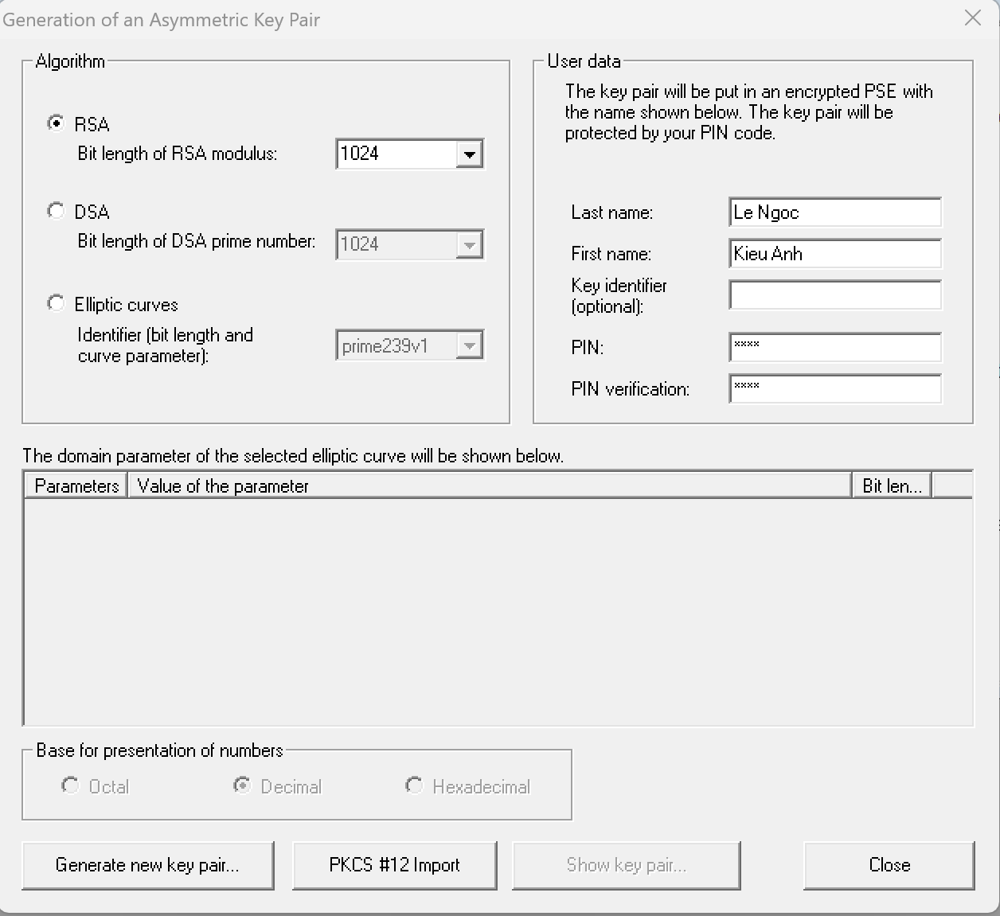 Generation of an Asymmetric Key Pair
Algorithm
RSA
Bit length of RSA modulus:
1024
DSA
Bit length of DSA prime number:
1024
Elliptic curves
Identifier (bit length and
curve parameter):
prime239v1
User data
The key pair will be put in an encrypted PSE with
the name shown below. The key pair will be
protected by your PIN code.
Last name:
Le Ngoc
First name:
Kieu Anh
Key identifier
(optional):
PIN:
****
PIN verification:
****
The domain parameter of the selected elliptic curve will be shown below.
Parameters
Value of the parameter
Bit len...
Base for presentation of numbers
Octal
Decimal
Hexadecimal
Generate new key pair...
PKCS #12 Import
Show key pair...
Close